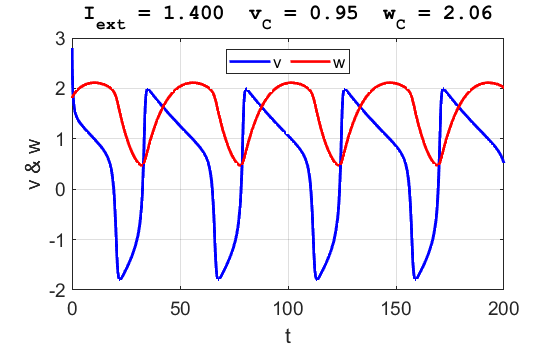 I_ext = 1.400 v_C = 0.95 w_C = 2.06
v w
3
2
1
0
-1
-2
v & w
0 50 100 150 200
t